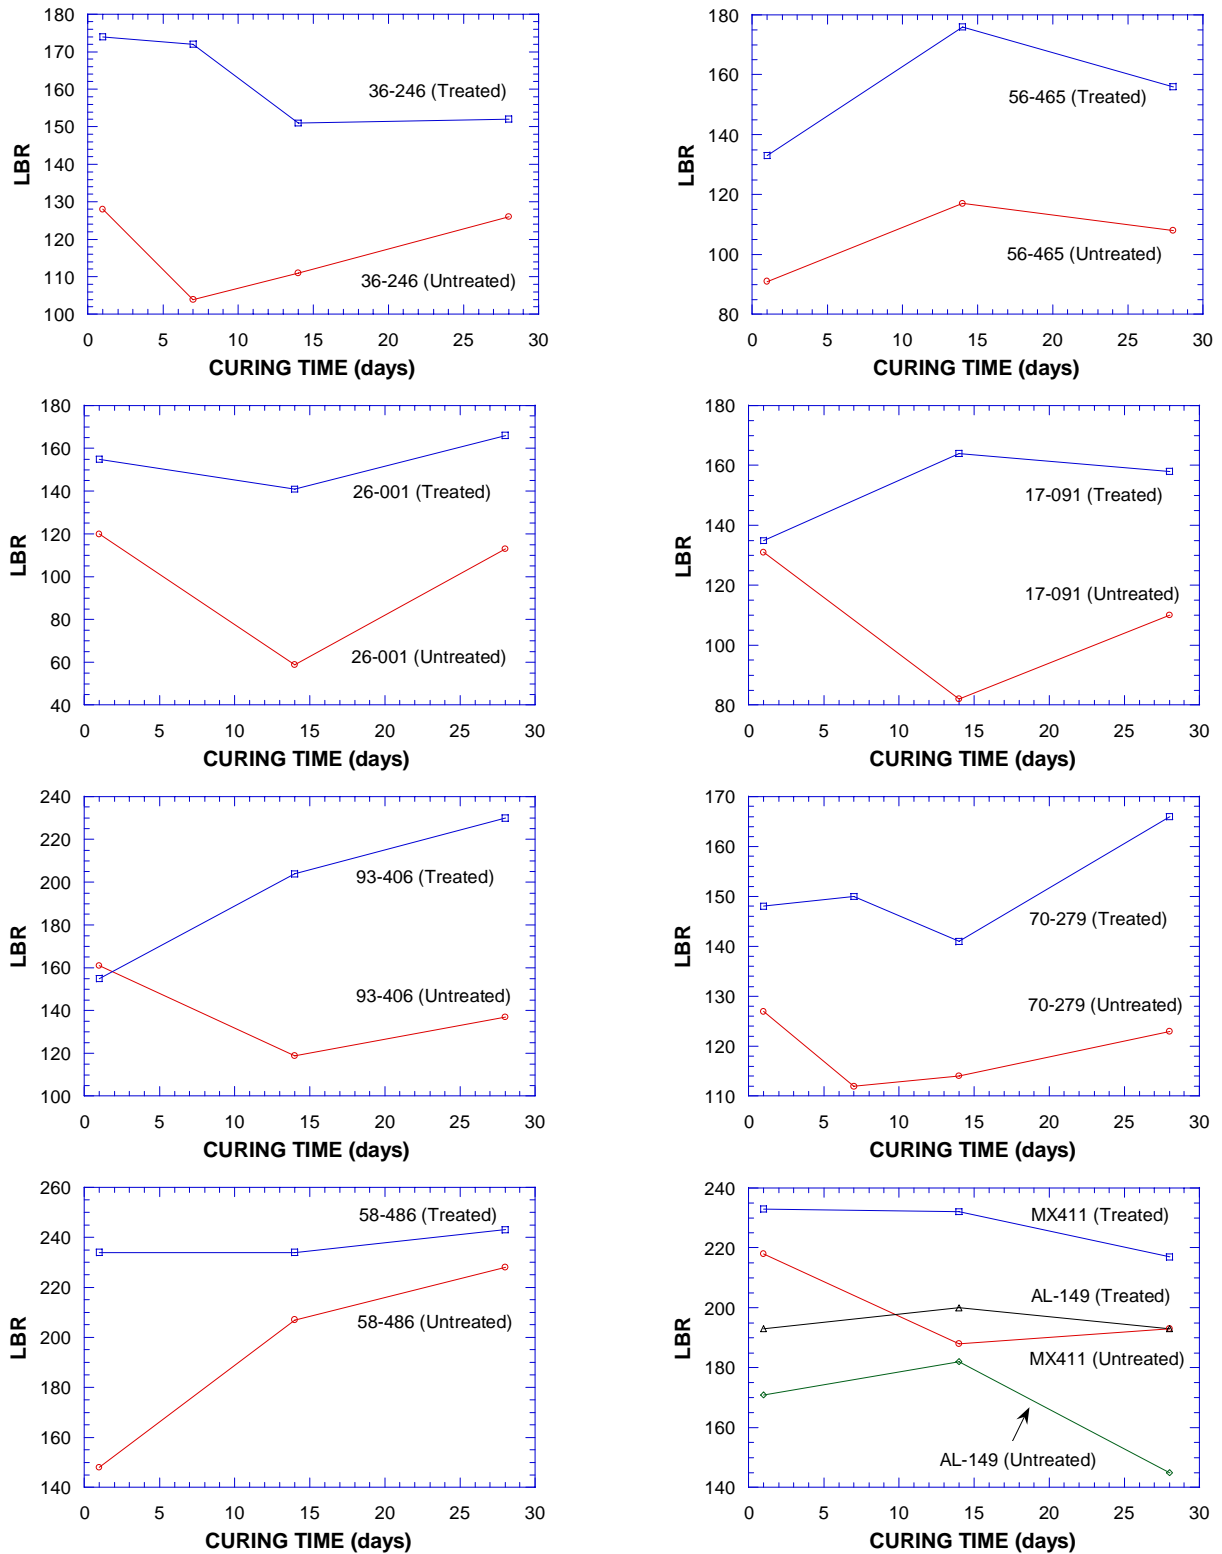 180
170
160
150
140
130
120
110
100
LBR
36-246 (Treated)
36-246 (Untreated)
0 5 10 15 20 25 30
CURING TIME (days)
180
160
140
120
100
80
LBR
56-465 (Treated)
56-465 (Untreated)
0 5 10 15 20 25 30
CURING TIME (days)
180
160
140
120
100
80
60
40
LBR
26-001 (Treated)
26-001 (Untreated)
0 5 10 15 20 25 30
CURING TIME (days)
180
160
140
120
100
80
LBR
17-091 (Treated)
17-091 (Untreated)
0 5 10 15 20 25 30
CURING TIME (days)
240
220
200
180
160
140
120
100
LBR
93-406 (Treated)
93-406 (Untreated)
0 5 10 15 20 25 30
CURING TIME (days)
170
160
150
140
130
120
110
LBR
70-279 (Treated)
70-279 (Untreated)
0 5 10 15 20 25 30
CURING TIME (days)
260
240
220
200
180
160
140
LBR
58-486 (Treated)
58-486 (Untreated)
0 5 10 15 20 25 30
CURING TIME (days)
240
220
200
180
160
140
LBR
MX411 (Treated)
AL-149 (Treated)
MX411 (Untreated)
AL-149 (Untreated)
0 5 10 15 20 25 30
CURING TIME (days)